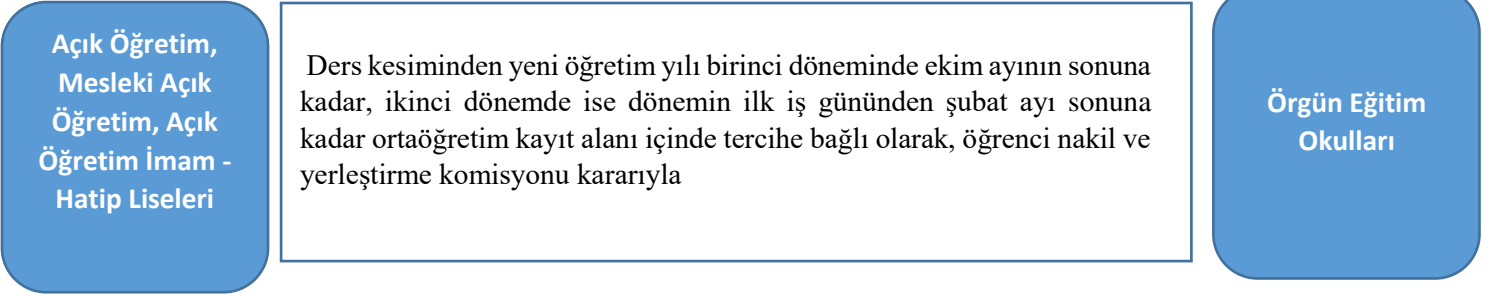 Açık Öğretim,
Mesleki Açık
Öğretim, Açık
Öğretim İmam -
Hatip Liseleri
Ders kesiminden yeni öğretim yılı birinci döneminde ekim ayının sonuna
kadar, ikinci dönemde ise dönemin ilk iş gününden şubat ayı sonuna
kadar ortaöğretim kayıt alanı içinde tercihe bağlı olarak, öğrenci nakil ve
yerleştirme komisyonu kararıyla
Örgün Eğitim
Okulları